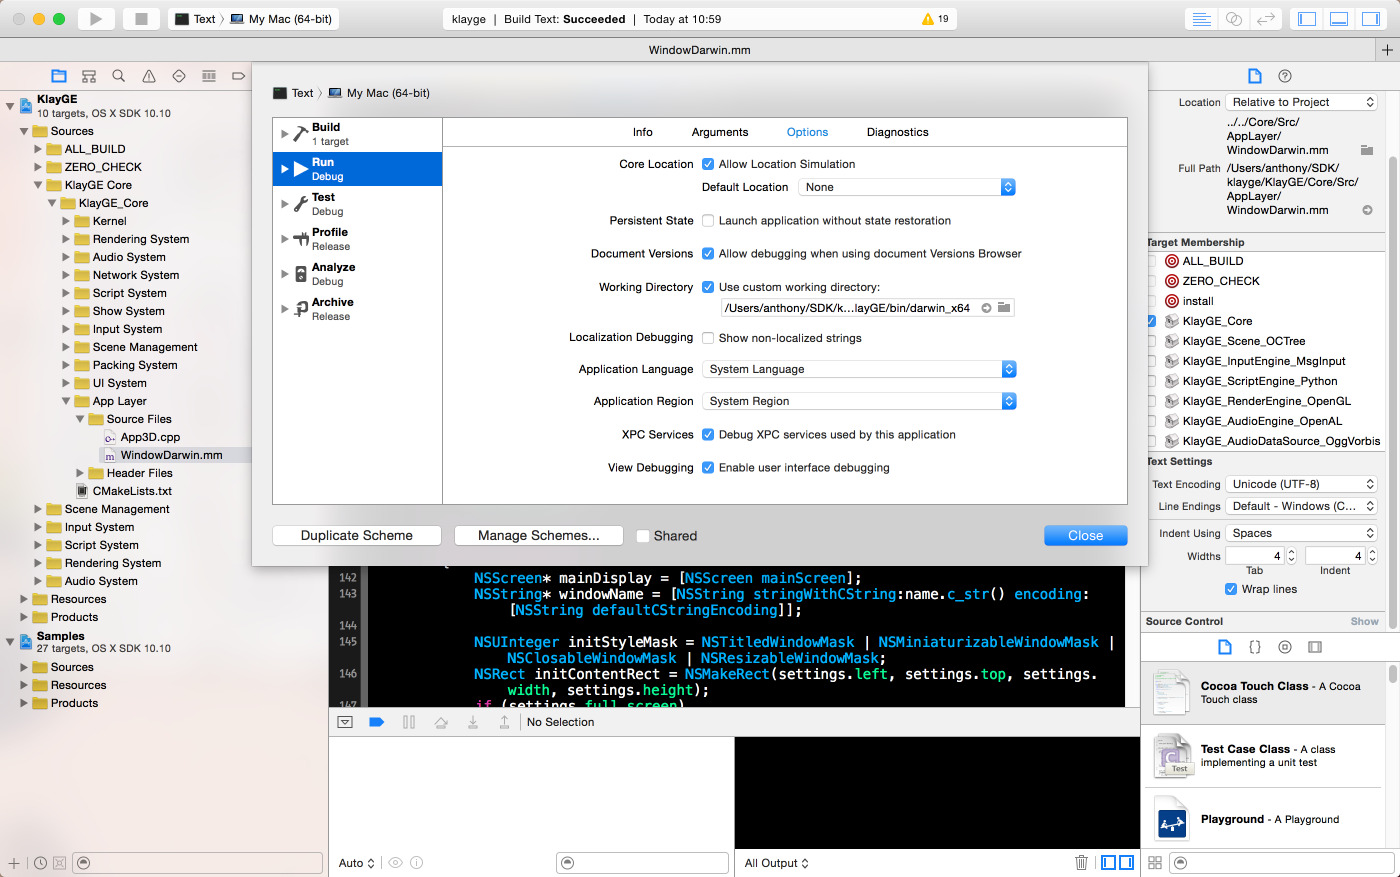 Text
My Mac (64-bit)
klayge | Build Text: Succeeded | Today at 10:59
19
WindowDarwin.mm
KlayGE
10 targets, OS X SDK 10.10
Sources
ALL_BUILD
ZERO_CHECK
KlayGE Core
KlayGE_Core
Kernel
Rendering System
Audio System
Network System
Script System
Show System
Input System
Scene Management
Packing System
UI System
App Layer
Source Files
App3D.cpp
WindowDarwin.mm
Header Files
CMakeLists.txt
Scene Management
Input System
Script System
Rendering System
Audio System
Resources
Products
Samples
27 targets, OS X SDK 10.10
Sources
Resources
Products
Text
My Mac (64-bit)
Build
1 target
Run
Debug
Test
Debug
Profile
Release
Analyze
Debug
Archive
Release
Info
Arguments
Options
Diagnostics
Core Location
Allow Location Simulation
Default Location
None
Persistent State
Launch application without state restoration
Document Versions
Allow debugging when using document Versions Browser
Working Directory
Use custom working directory:
/Users/anthony/SDK/k...layGE/bin/darwin_x64
Localization Debugging
Show non-localized strings
Application Language
System Language
Application Region
System Region
XPC Services
Debug XPC services used by this application
View Debugging
Enable user interface debugging
Duplicate Scheme
Manage Schemes...
Shared
Close
142 NSScreen* mainDisplay = [NSScreen mainScreen];
143 NSString* windowName = [NSString stringWithCString:name.c_str() encoding:
[NSString defaultCStringEncoding]];
144
145 NSUInteger initStyleMask = NSTitledWindowMask | NSMiniaturizableWindowMask |
NSClosableWindowMask | NSResizableWindowMask;
146 NSRect initContentRect = NSMakeRect(settings.left, settings.top, settings.
width, settings.height);
147 if (settings.full_screen)
No Selection
Auto
All Output
Location
Relative to Project
../../Core/Src/
AppLayer/
WindowDarwin.mm
Full Path
/Users/anthony/SDK/
klayge/KlayGE/Core/Src/
AppLayer/
WindowDarwin.mm
Target Membership
ALL_BUILD
ZERO_CHECK
install
KlayGE_Core
KlayGE_Scene_OCTree
KlayGE_InputEngine_MsgInput
KlayGE_ScriptEngine_Python
KlayGE_RenderEngine_OpenGL
KlayGE_AudioEngine_OpenAL
KlayGE_AudioDataSource_OggVorbis
Text Settings
Text Encoding
Unicode (UTF-8)
Line Endings
Default - Windows (C...
Indent Using
Spaces
Widths
4
4
Tab
Indent
Wrap lines
Source Control
Show
Cocoa Touch Class - A Cocoa
Touch class
Test
Test Case Class - A class
implementing a unit test
Playground - A Playground